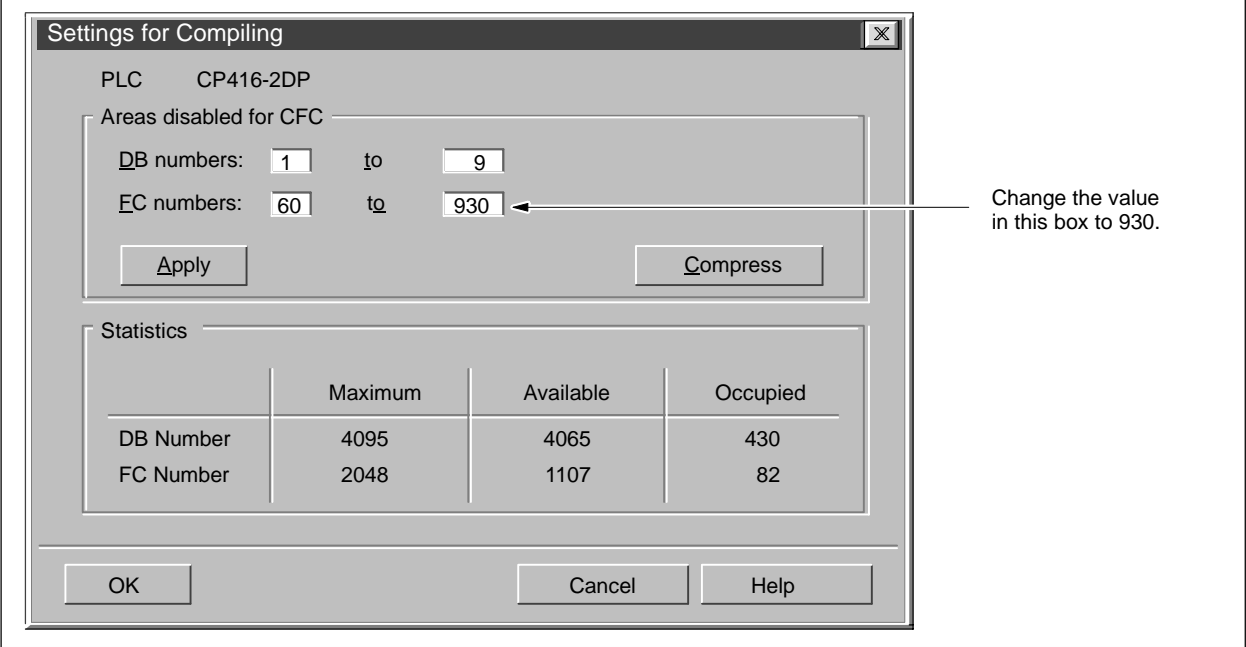 Settings for Compiling X
PLC CP416-2DP
Areas disabled for CFC
DB numbers: 1 to 9
FC numbers: 60 to 930
Change the value
in this box to 930.
Apply Compress
Statistics
Maximum Available Occupied
DB Number 4095 4065 430
FC Number 2048 1107 82
OK Cancel Help